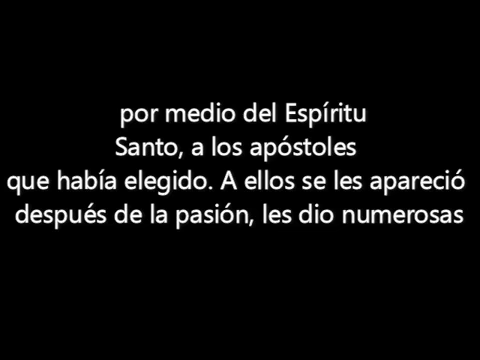 por medio del Espíritu
Santo, a los apóstoles
que había elegido. A ellos se les apareció
después de la pasión, les dio numerosas